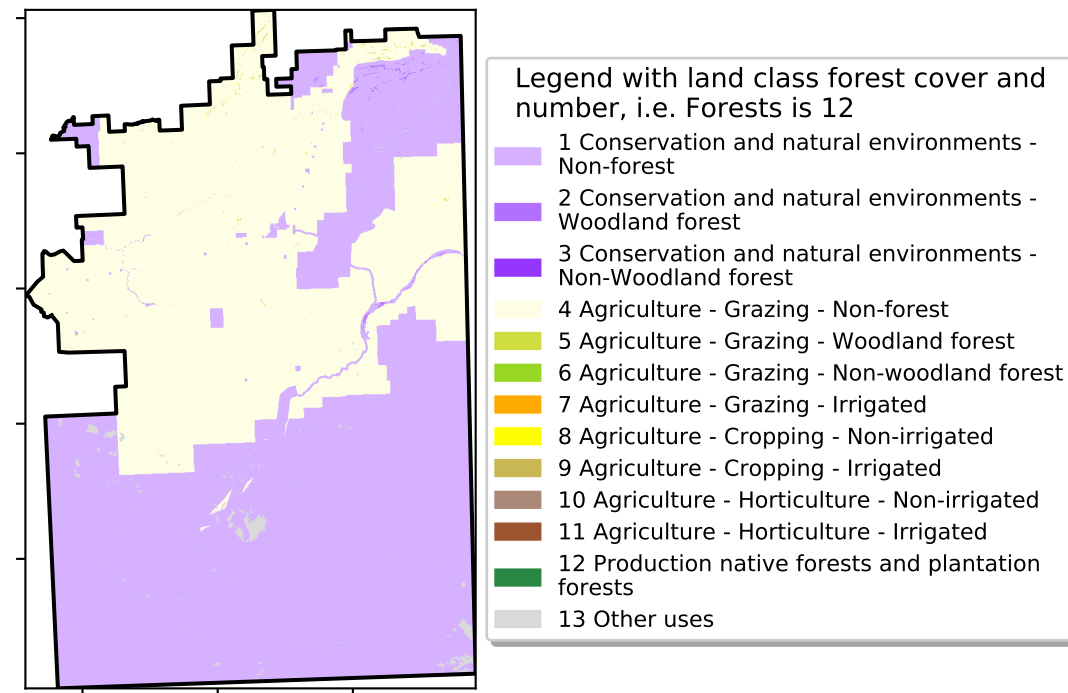 Legend with land class forest cover and
number, i.e. Forests is 12
1 Conservation and natural environments -
Non-forest
2 Conservation and natural environments -
Woodland forest
3 Conservation and natural environments -
Non-Woodland forest
4 Agriculture - Grazing - Non-forest
5 Agriculture - Grazing - Woodland forest
6 Agriculture - Grazing - Non-woodland forest
7 Agriculture - Grazing - Irrigated
8 Agriculture - Cropping - Non-irrigated
9 Agriculture - Cropping - Irrigated
10 Agriculture - Horticulture - Non-irrigated
11 Agriculture - Horticulture - Irrigated
12 Production native forests and plantation
forests
13 Other uses